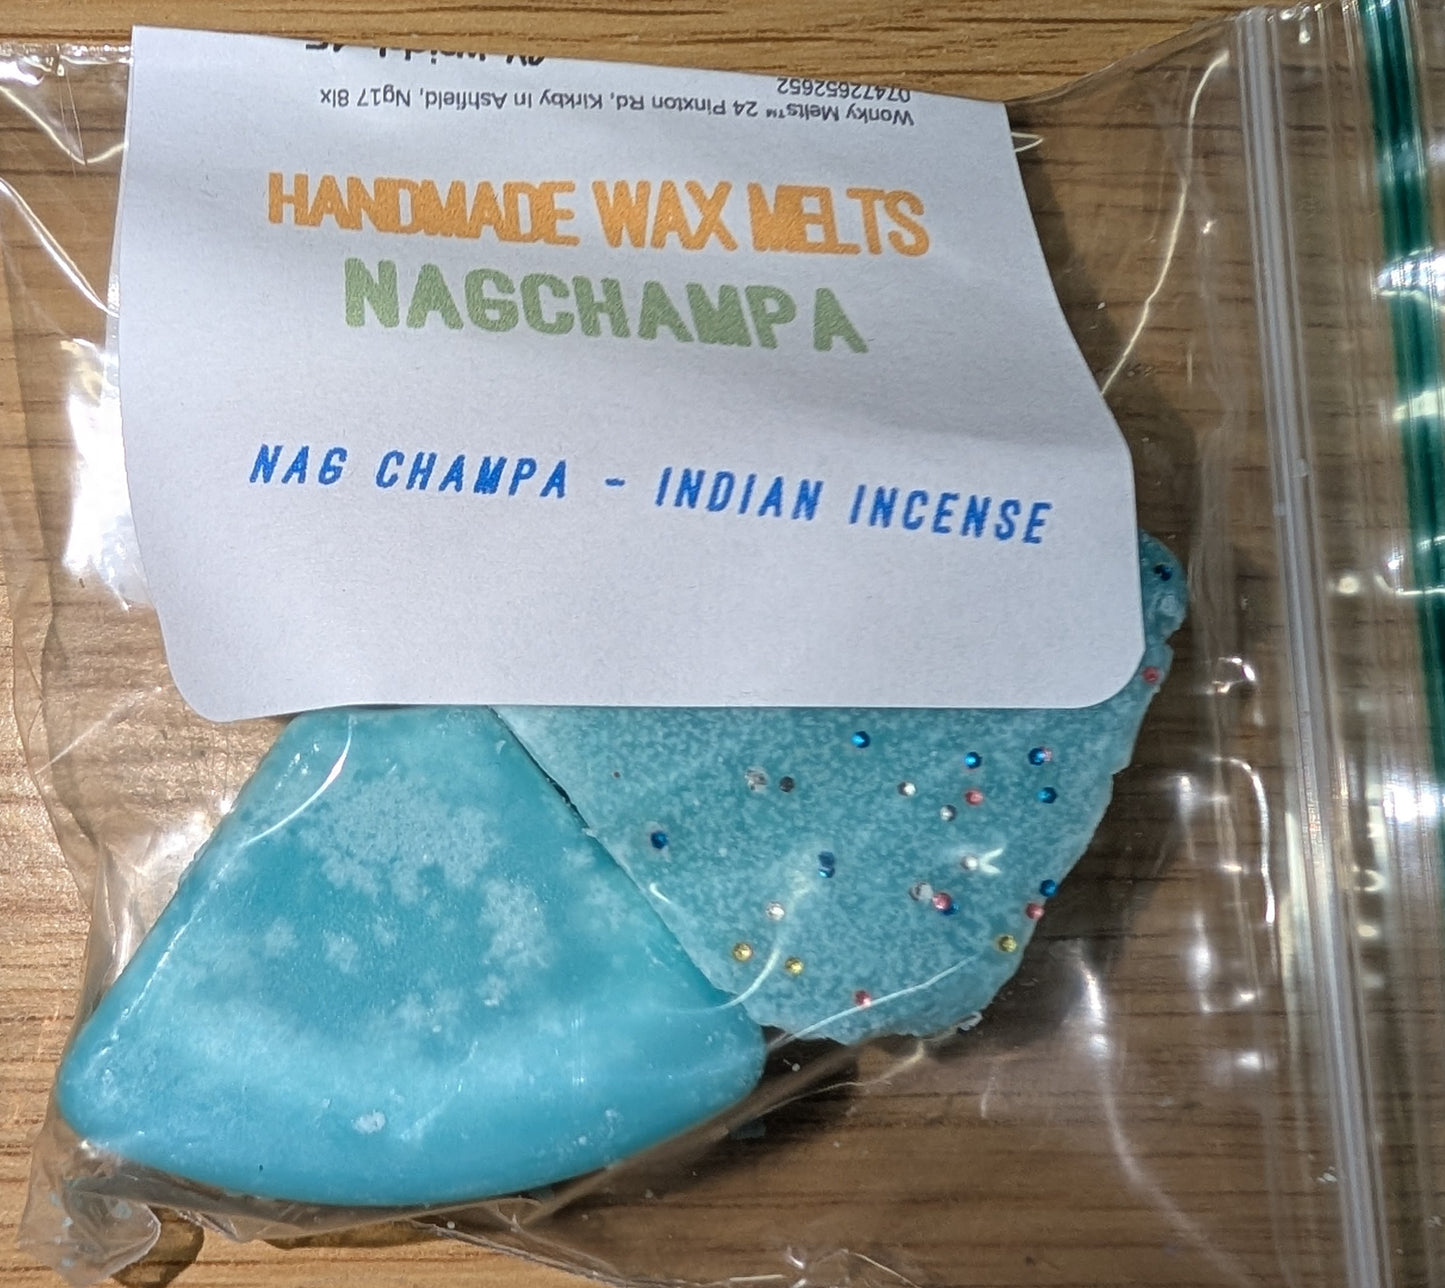 Wonky Melts™ 24 Pinxton Rd, Kirkby In Ashfield, Ng17 8lx
07472652652
HANDMADE WAX MELTS
NAGCHAMPA
NAG CHAMPA - INDIAN INCENSE